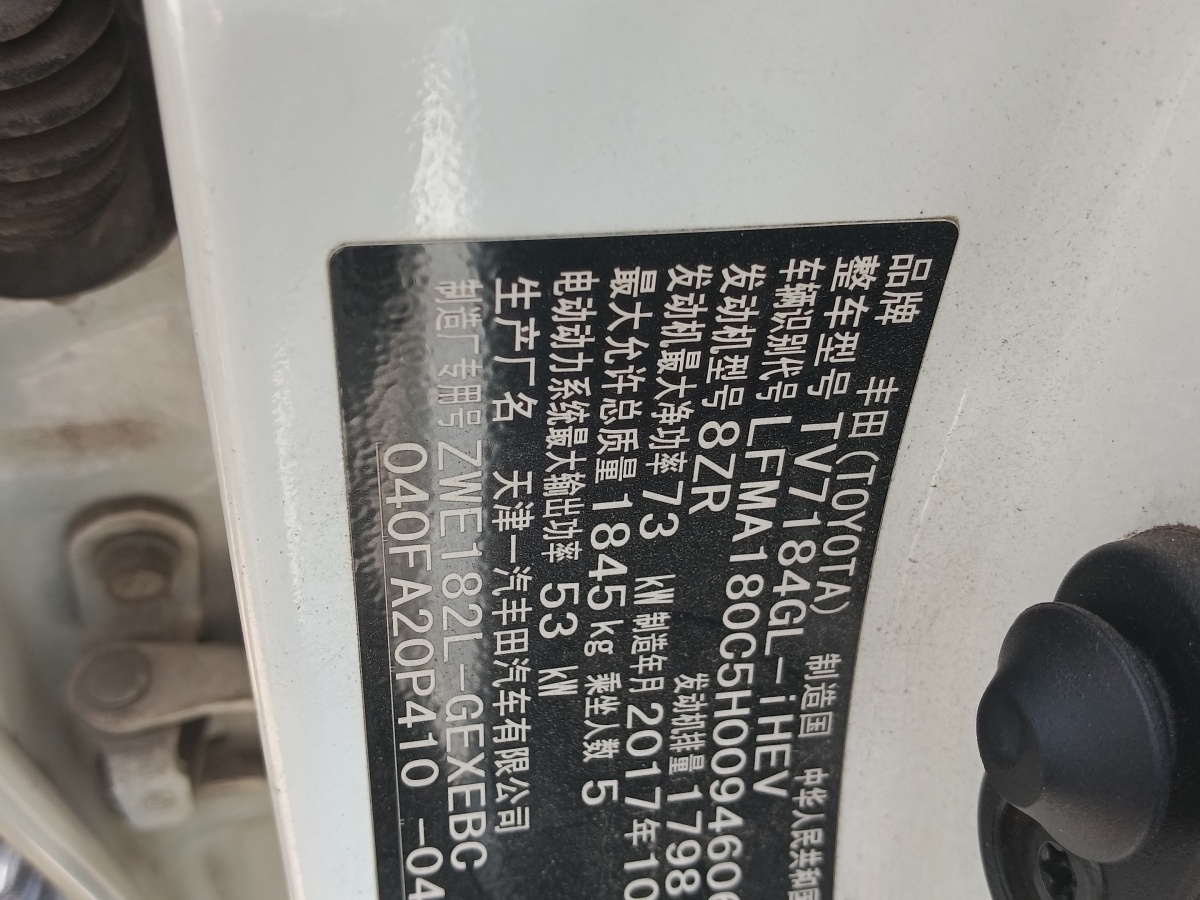 品牌 丰田(TOYOTA) 制造国 中华人民共和国
整车型号 TV7184GL-iHEV
车辆识别代号 LFMA180C5H0094606
发动机型号 8ZR 发动机排量 1798
发动机最大净功率 73 kW 制造年月 2017年10
最大允许总质量 1845kg 乘坐人数 5
电动动力系统最大输出功率 53 kW
生产厂名 天津一汽丰田汽车有限公司
制造厂专用号 ZWE182L-GEXEBC
040FA20P410 -04